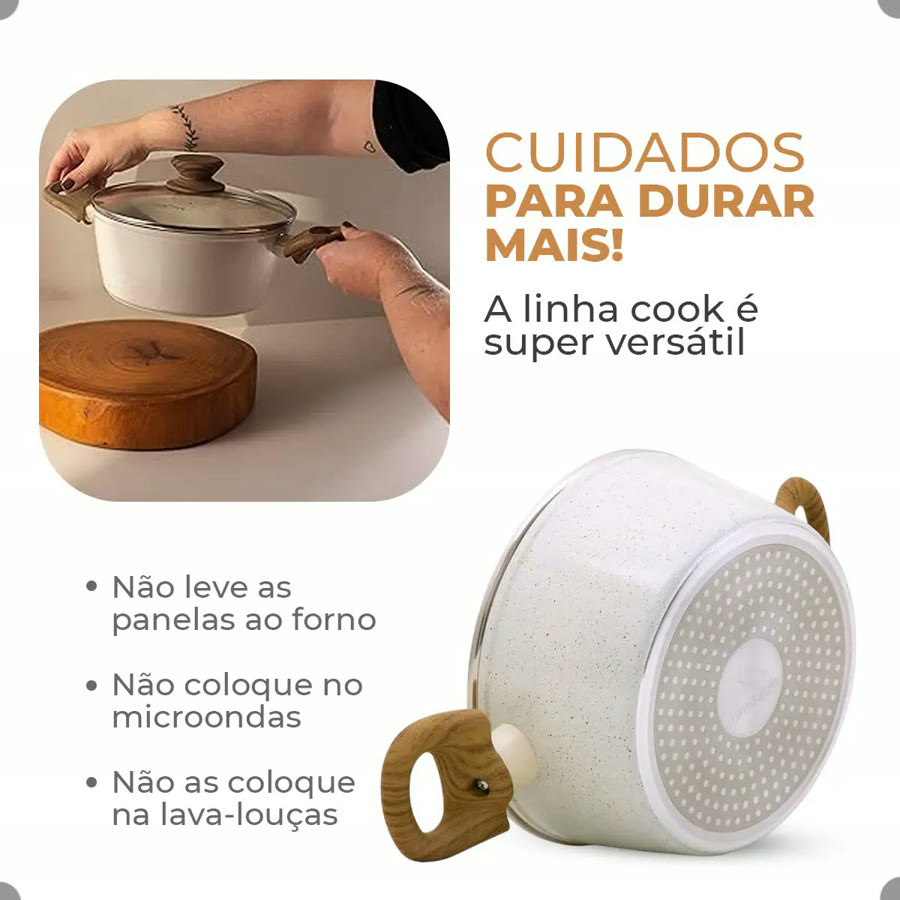 CUIDADOS
PARA DURAR
MAIS!
A linha cook é
super versátil
• Não leve as
panelas ao forno
• Não coloque no
microondas
• Não as coloque
na lava-louças